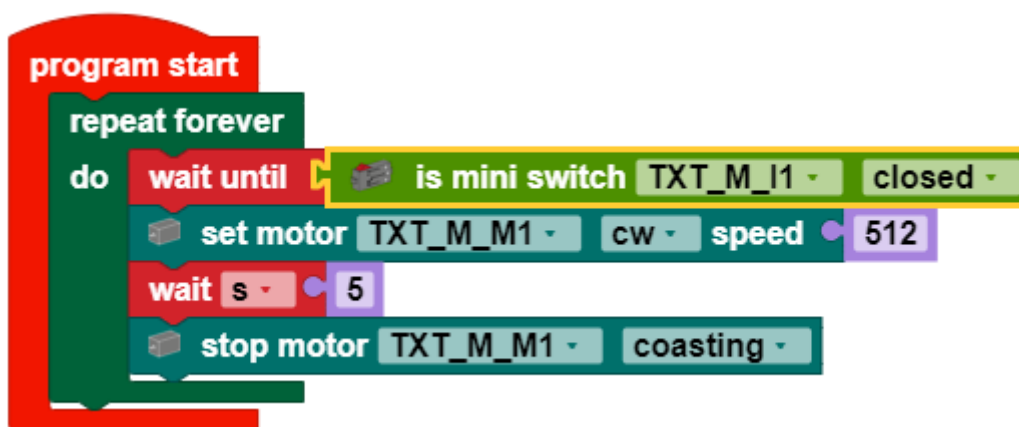 program start
repeat forever
do wait until is mini switch TXT_M_I1 closed
set motor TXT_M_M1 cw speed 512
wait s 5
stop motor TXT_M_M1 coasting